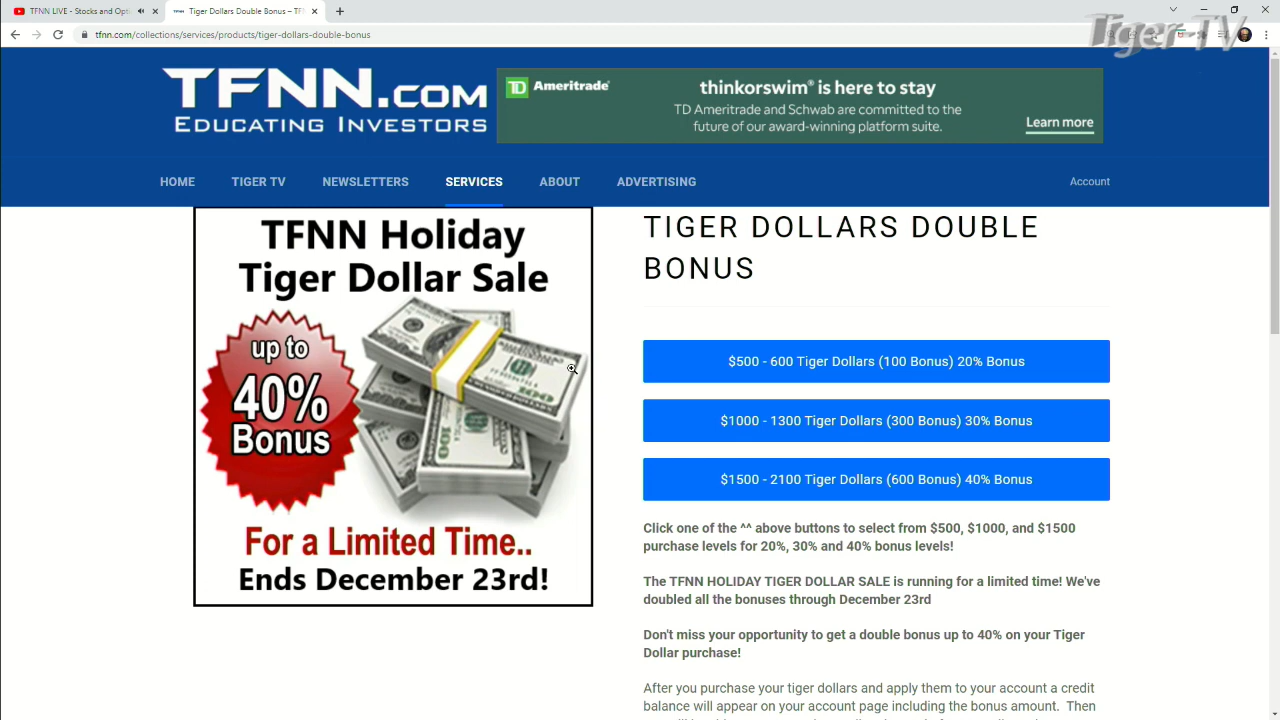 TFNN LIVE - Stocks and Opti
Tiger Dollars Double Bonus – TF
tfnn.com/collections/services/products/tiger-dollars-double-bonus
Tiger TV
TFNN.COM
EDUCATING INVESTORS
TD Ameritrade
thinkorswim® is here to stay
TD Ameritrade and Schwab are committed to the
future of our award-winning platform suite.
Learn more
HOME
TIGER TV
NEWSLETTERS
SERVICES
ABOUT
ADVERTISING
Account
TFNN Holiday
Tiger Dollar Sale
up to
40%
Bonus
For a Limited Time..
Ends December 23rd!
TIGER DOLLARS DOUBLE
BONUS
$500 - 600 Tiger Dollars (100 Bonus) 20% Bonus
$1000 - 1300 Tiger Dollars (300 Bonus) 30% Bonus
$1500 - 2100 Tiger Dollars (600 Bonus) 40% Bonus
Click one of the ^^ above buttons to select from $500, $1000, and $1500
purchase levels for 20%, 30% and 40% bonus levels!
The TFNN HOLIDAY TIGER DOLLAR SALE is running for a limited time! We've
doubled all the bonuses through December 23rd
Don't miss your opportunity to get a double bonus up to 40% on your Tiger
Dollar purchase!
After you purchase your tiger dollars and apply them to your account a credit
balance will appear on your account page including the bonus amount. Then